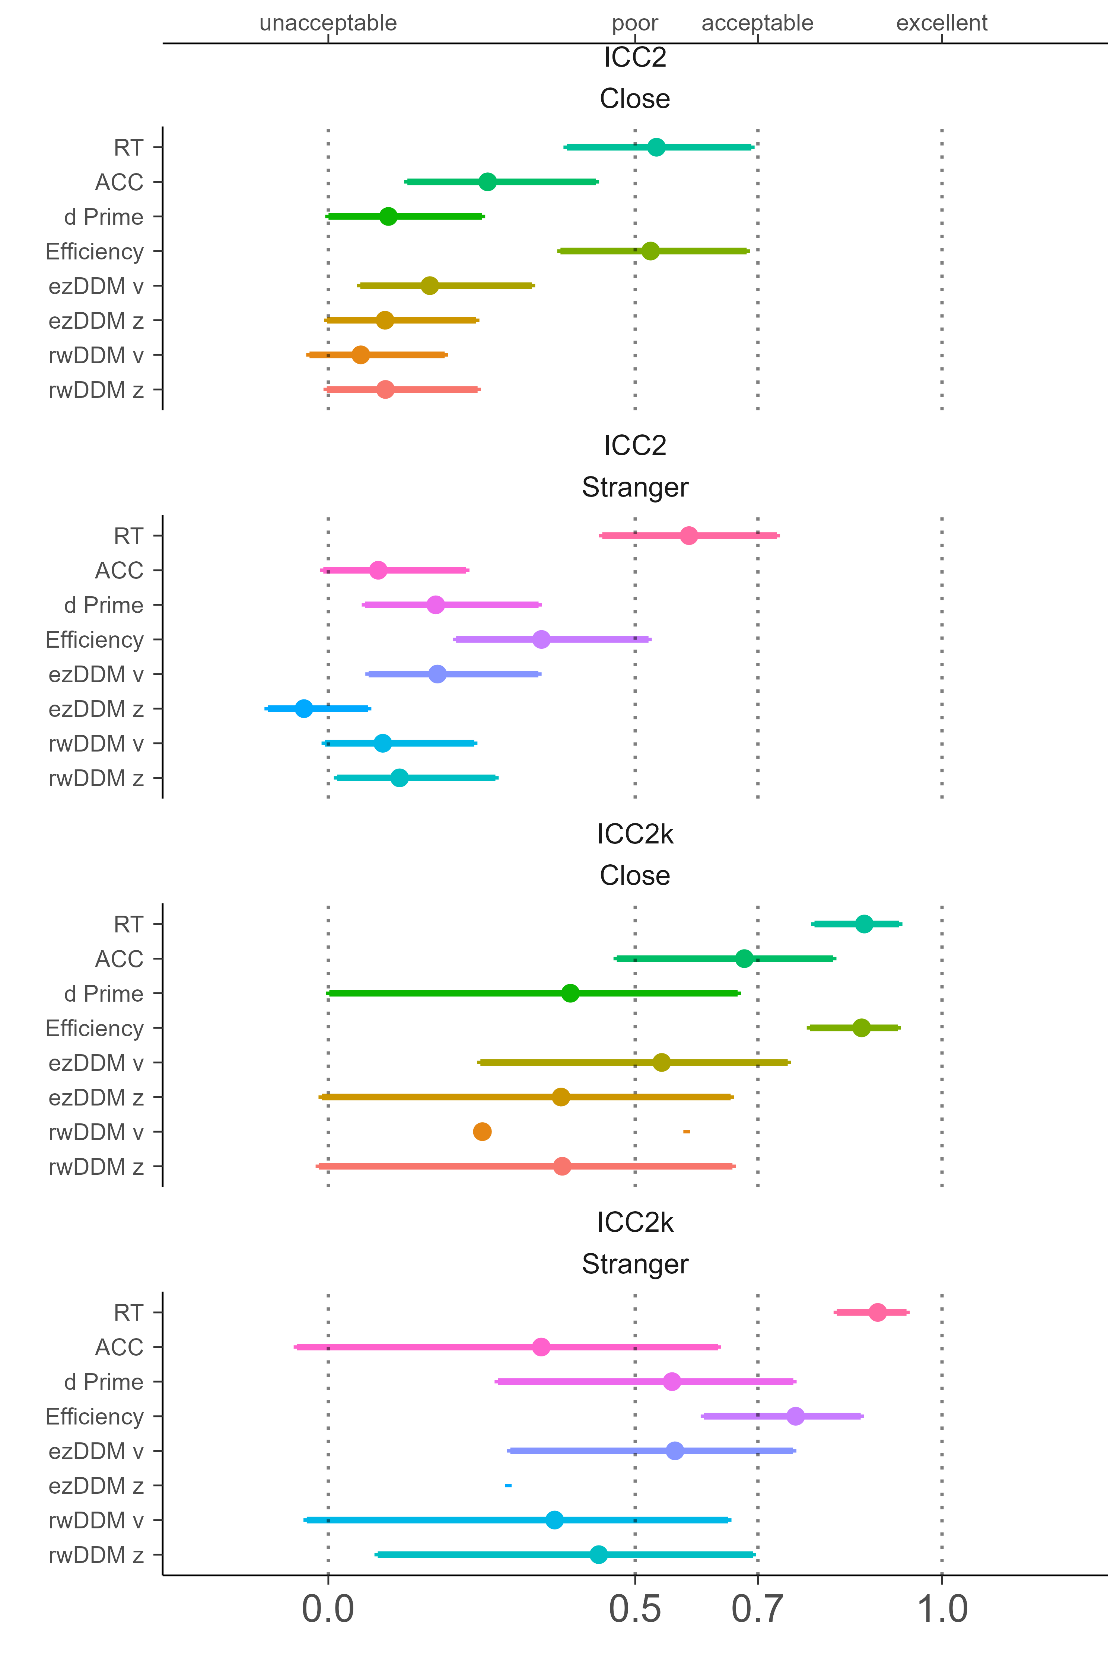 unacceptable poor acceptable excellent
ICC2
Close
RT
ACC
d Prime
Efficiency
ezDDM v
ezDDM z
rwDDM v
rwDDM z
ICC2
Stranger
RT
ACC
d Prime
Efficiency
ezDDM v
ezDDM z
rwDDM v
rwDDM z
ICC2k
Close
RT
ACC
d Prime
Efficiency
ezDDM v
ezDDM z
rwDDM v
rwDDM z
ICC2k
Stranger
RT
ACC
d Prime
Efficiency
ezDDM v
ezDDM z
rwDDM v
rwDDM z
0.0 0.5 0.7 1.0